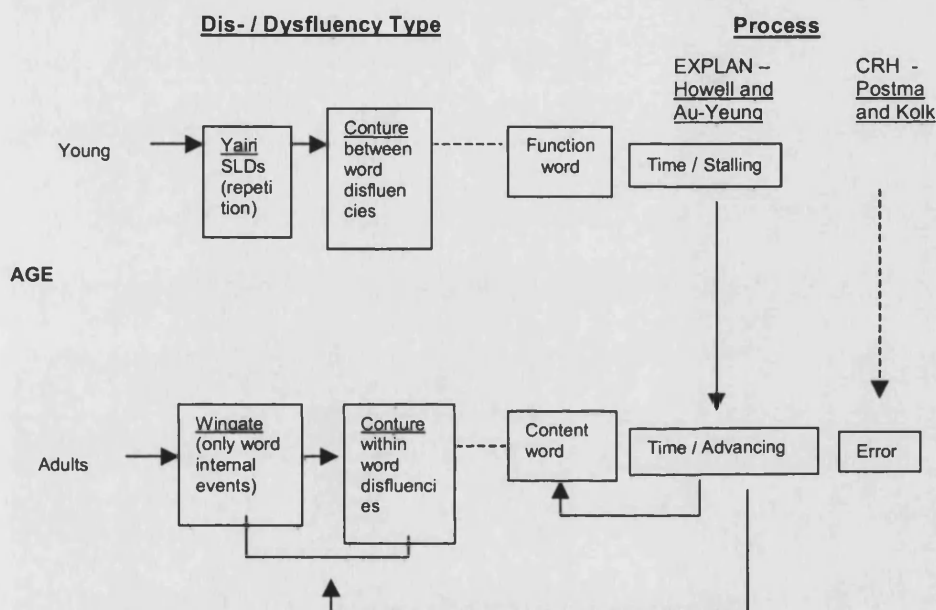 Dis- / Dysfluency Type
Process
EXPLAN –
Howell and
Au-Yeung
CRH -
Postma
and Kolk
Young
Yairi
SLDs
(repeti
tion)
Conture
between
word
disfluen
cies
Function
word
Time / Stalling
AGE
Adults
Wingate
(only word
internal
events)
Conture
within
word
disfluenci
es
Content
word
Time / Advancing
Error